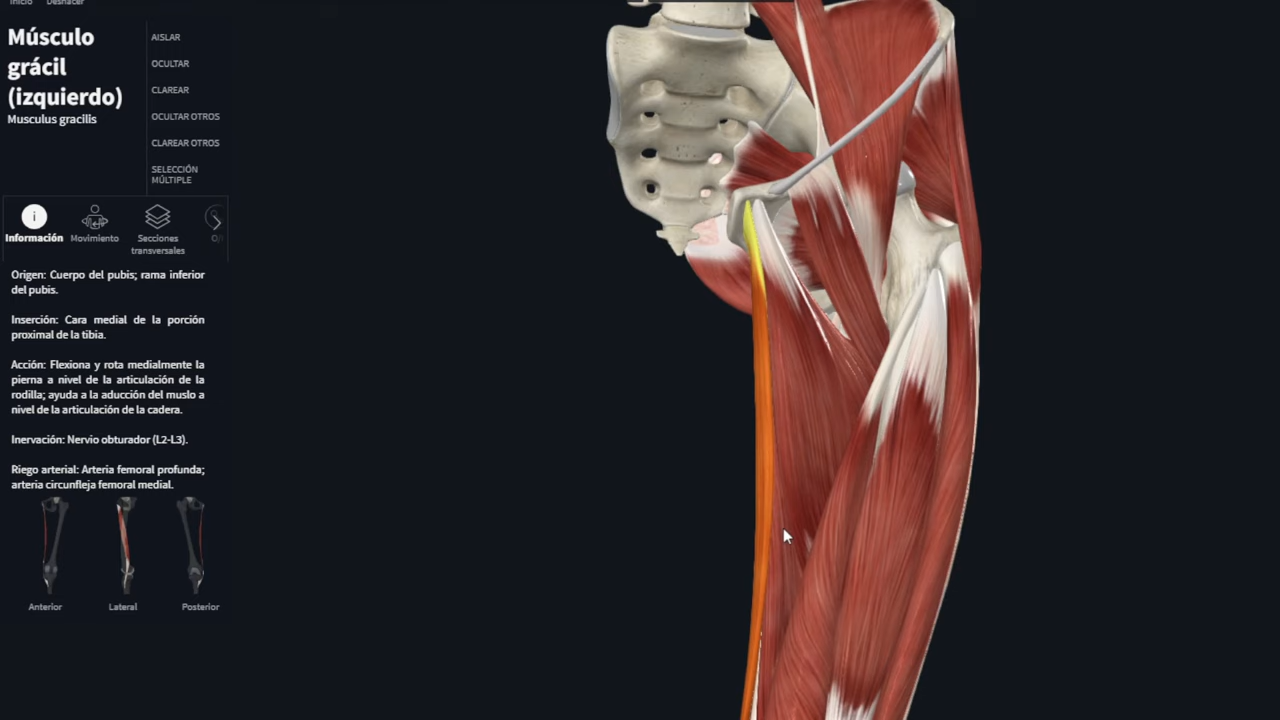 Inicio Deshacer
Músculo
grácil
(izquierdo)
Musculus gracilis
AISLAR
OCULTAR
CLAREAR
OCULTAR OTROS
CLAREAR OTROS
SELECCIÓN
MÚLTIPLE
Información Movimiento Secciones
transversales
Origen: Cuerpo del pubis; rama inferior
del pubis.
Inserción: Cara medial de la porción
proximal de la tibia.
Acción: Flexiona y rota medialmente la
pierna a nivel de la articulación de la
rodilla; ayuda a la aducción del muslo a
nivel de la articulación de la cadera.
Inervación: Nervio obturador (L2-L3).
Riego arterial: Arteria femoral profunda;
arteria circunfleja femoral medial.
Anterior Lateral Posterior